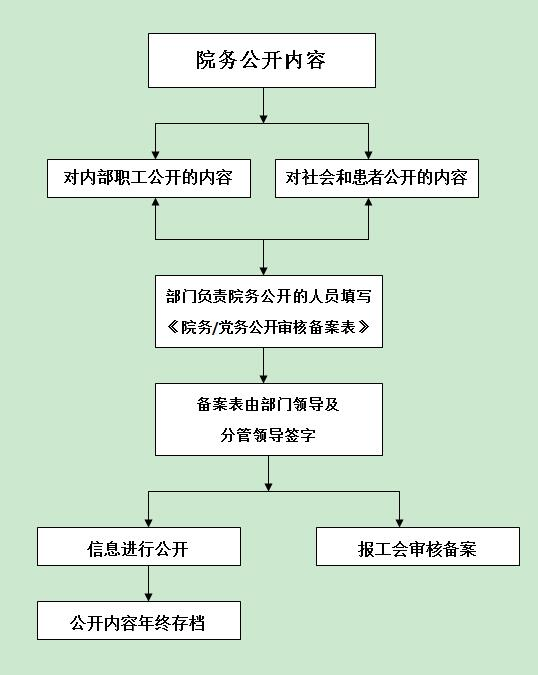 院务公开内容
对内部职工公开的内容
对社会和患者公开的内容
部门负责院务公开的人员填写
《院务/党务公开审核备案表》
备案表由部门领导及
分管领导签字
信息进行公开
报工会审核备案
公开内容年终存档